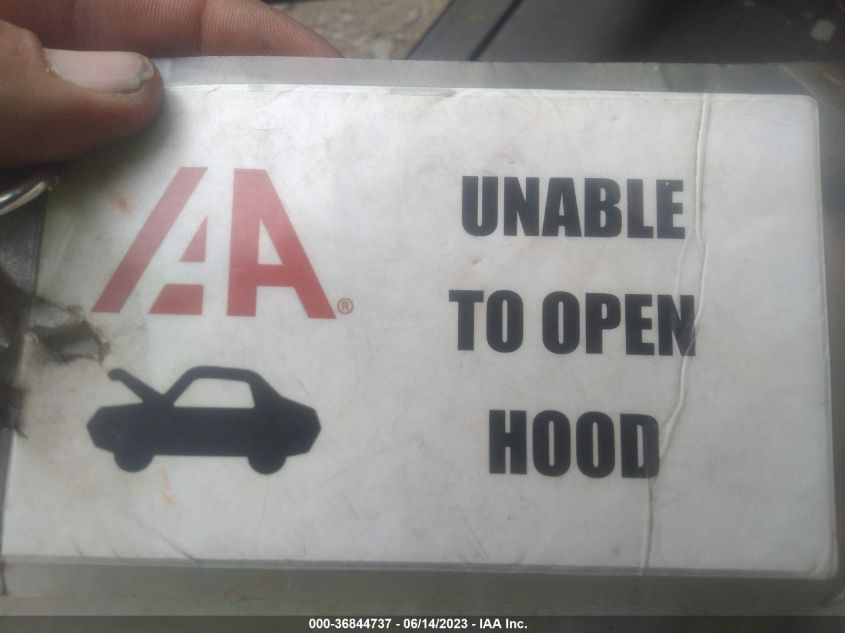 IAA®
UNABLE
TO OPEN
HOOD
000-36844737 - 06/14/2023 - IAA Inc.